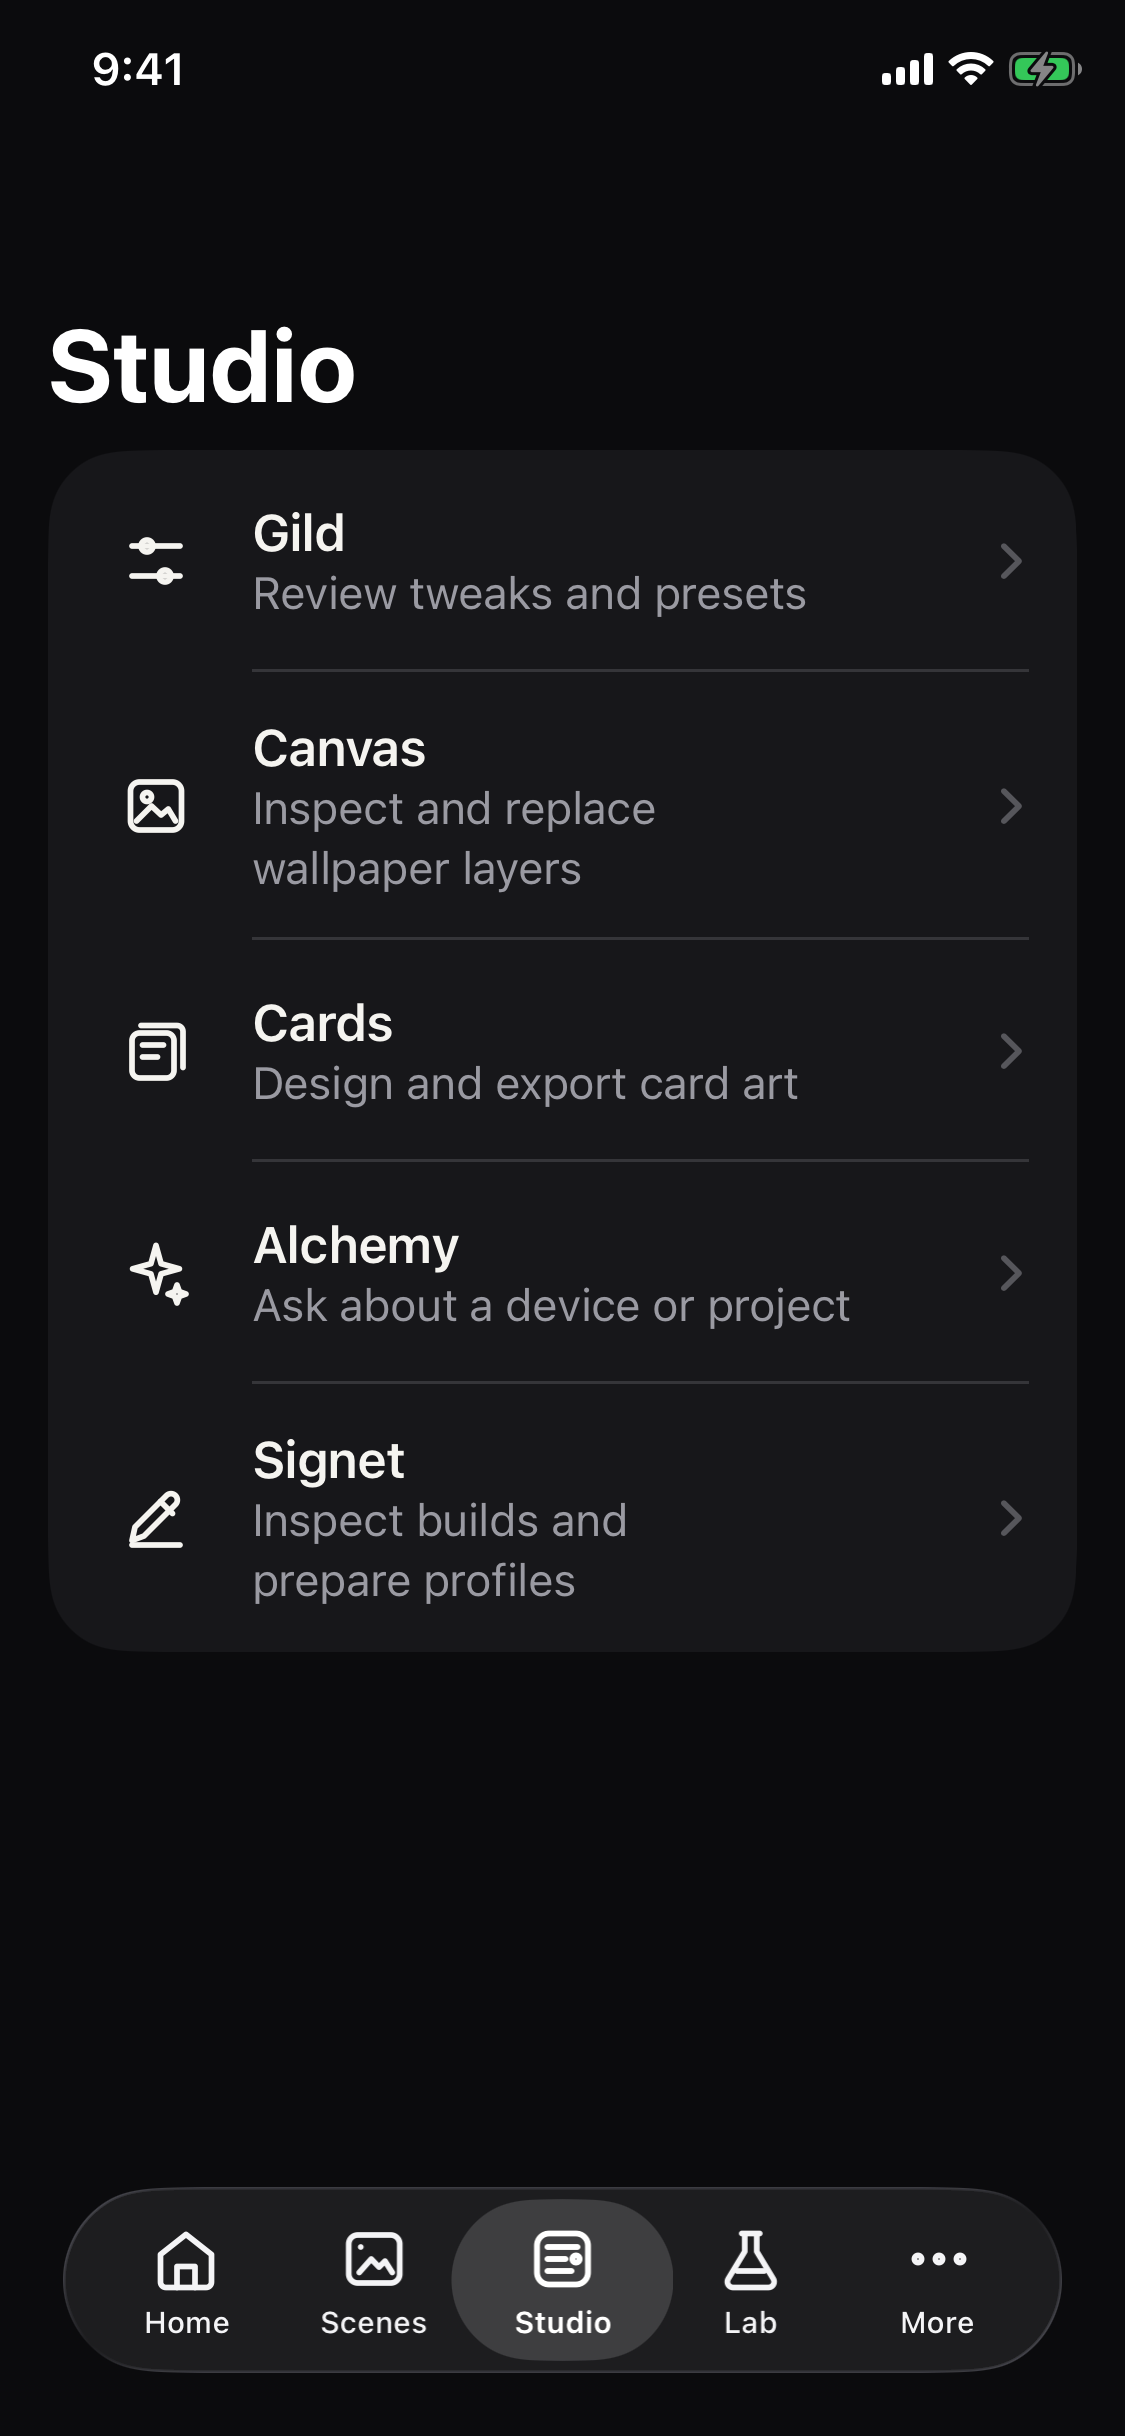 9:41
Studio
Gild
Review tweaks and presets
Canvas
Inspect and replace
wallpaper layers
Cards
Design and export card art
Alchemy
Ask about a device or project
Signet
Inspect builds and
prepare profiles
Home
Scenes
Studio
Lab
More